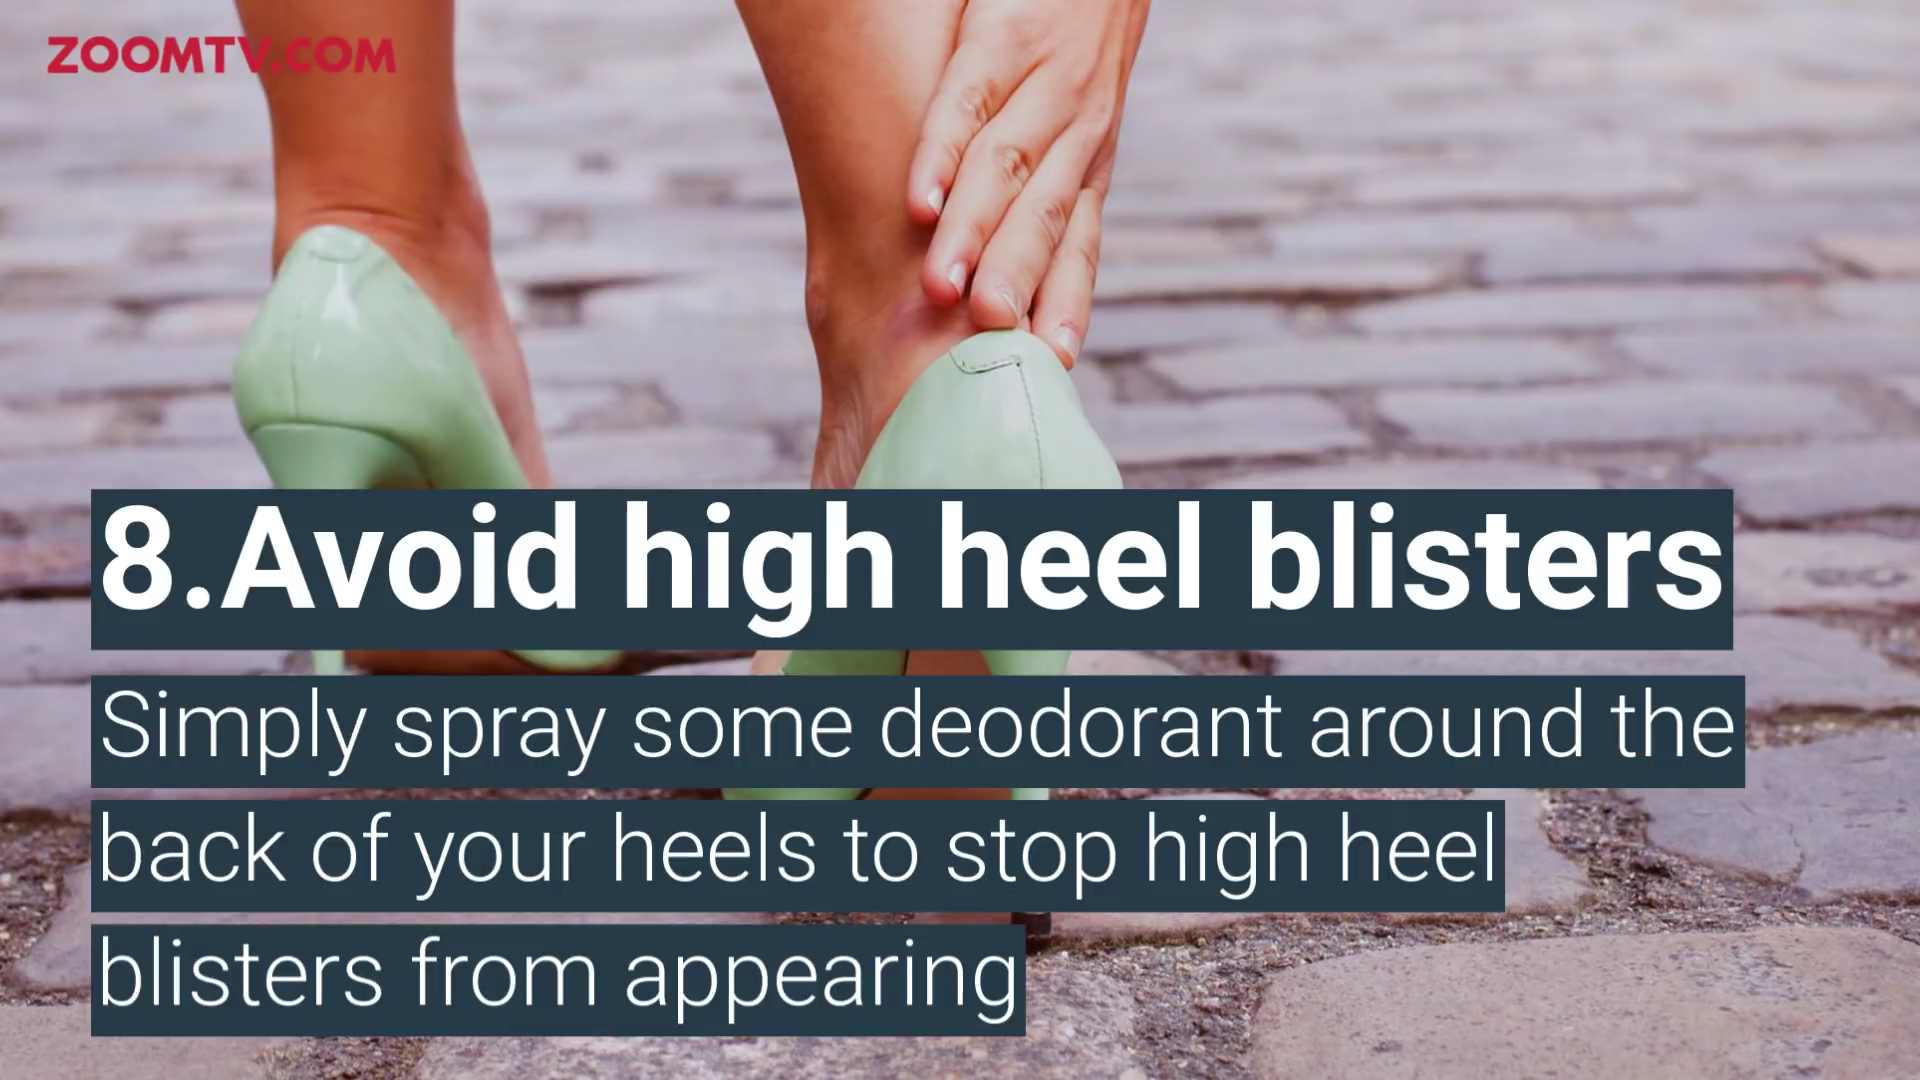 ZOOMTV.COM
8.Avoid high heel blisters
Simply spray some deodorant around the
back of your heels to stop high heel
blisters from appearing